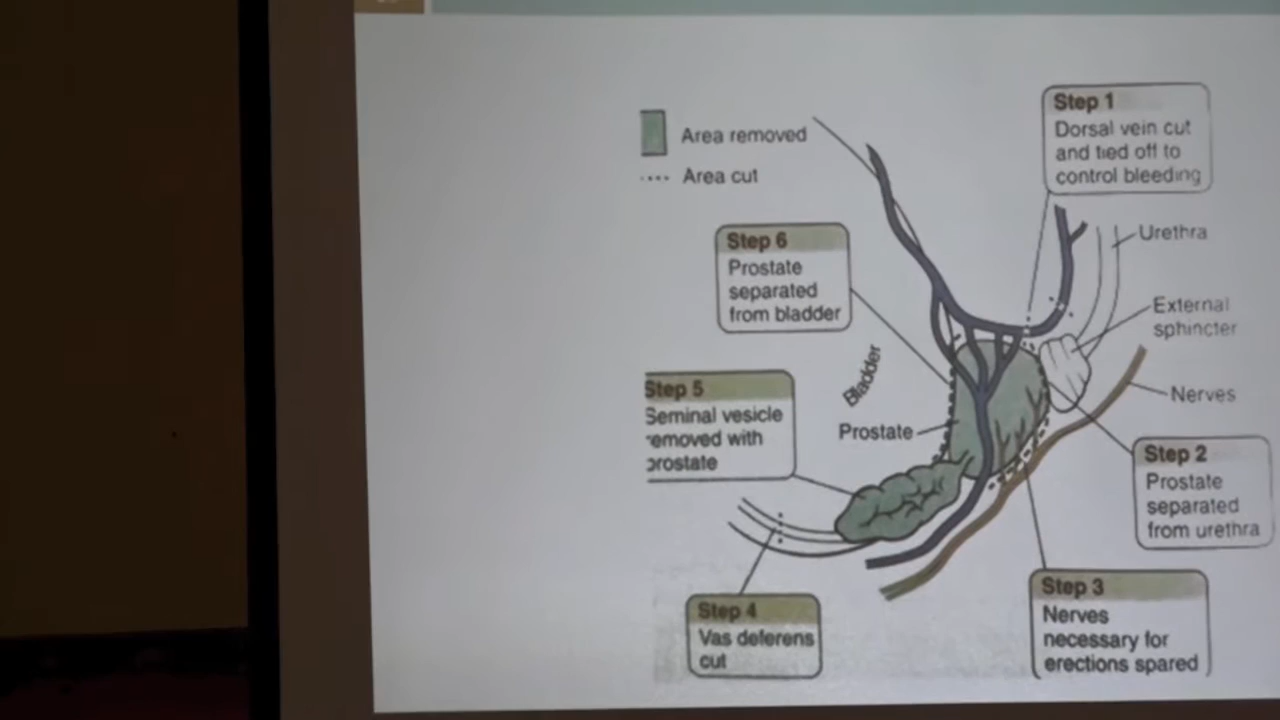 Area removed
Area cut
Step 1
Dorsal vein cut
and tied off to
control bleeding
Urethra
External
sphincter
Nerves
Step 2
Prostate
separated
from urethra
Step 3
Nerves
necessary for
erections spared
Step 4
Vas deferens
cut
Step 5
Seminal vesicle
removed with
prostate
Step 6
Prostate
separated
from bladder
Bladder
Prostate